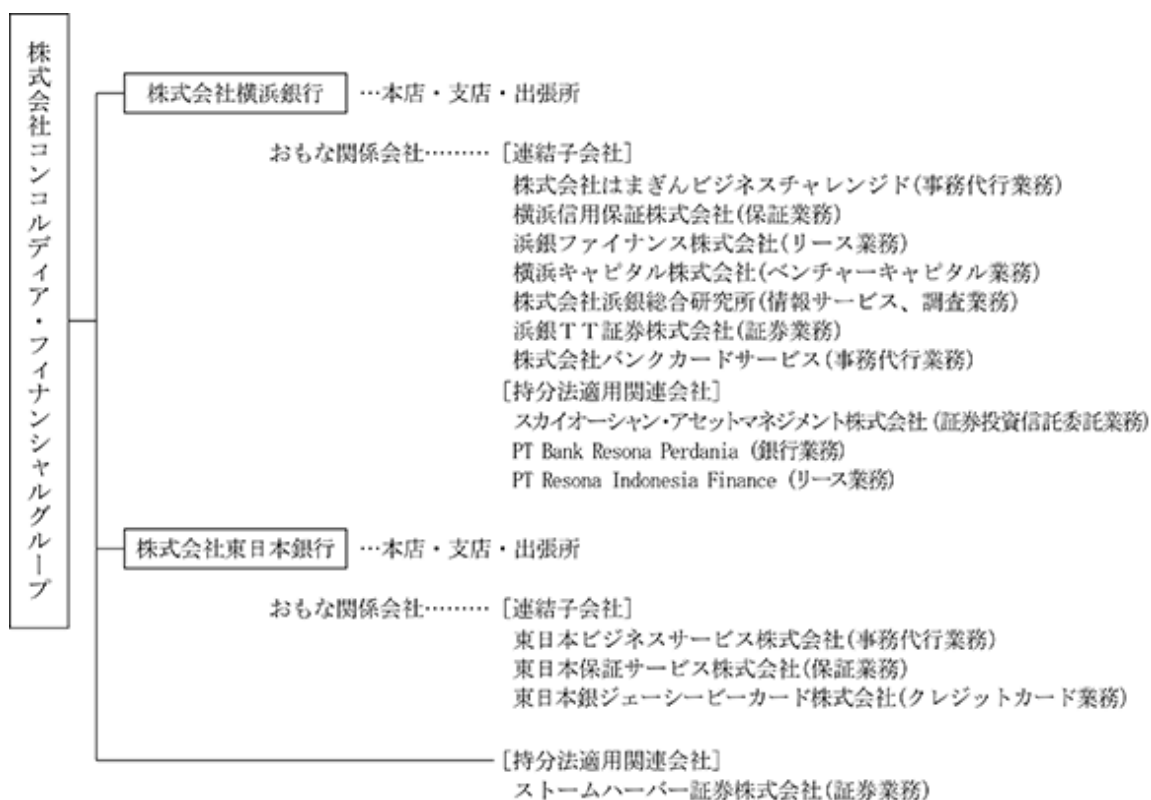 株式会社コンコルディア・フィナンシャルグループ
株式会社横浜銀行 …本店・支店・出張所
おもな関係会社……… [連結子会社]
株式会社はまぎんビジネスチャレンジド(事務代行業務)
横浜信用保証株式会社(保証業務)
浜銀ファイナンス株式会社(リース業務)
横浜キャピタル株式会社(ベンチャーキャピタル業務)
株式会社浜銀総合研究所(情報サービス、調査業務)
浜銀ＴＴ証券株式会社(証券業務)
株式会社バンクカードサービス(事務代行業務)
[持分法適用関連会社]
スカイオーシャン・アセットマネジメント株式会社(証券投資信託委託業務)
PT Bank Resona Perdania (銀行業務)
PT Resona Indonesia Finance (リース業務)
株式会社東日本銀行 …本店・支店・出張所
おもな関係会社……… [連結子会社]
東日本ビジネスサービス株式会社(事務代行業務)
東日本保証サービス株式会社(保証業務)
東日本銀ジェーシービーカード株式会社(クレジットカード業務)
[持分法適用関連会社]
ストームハーバー証券株式会社(証券業務)